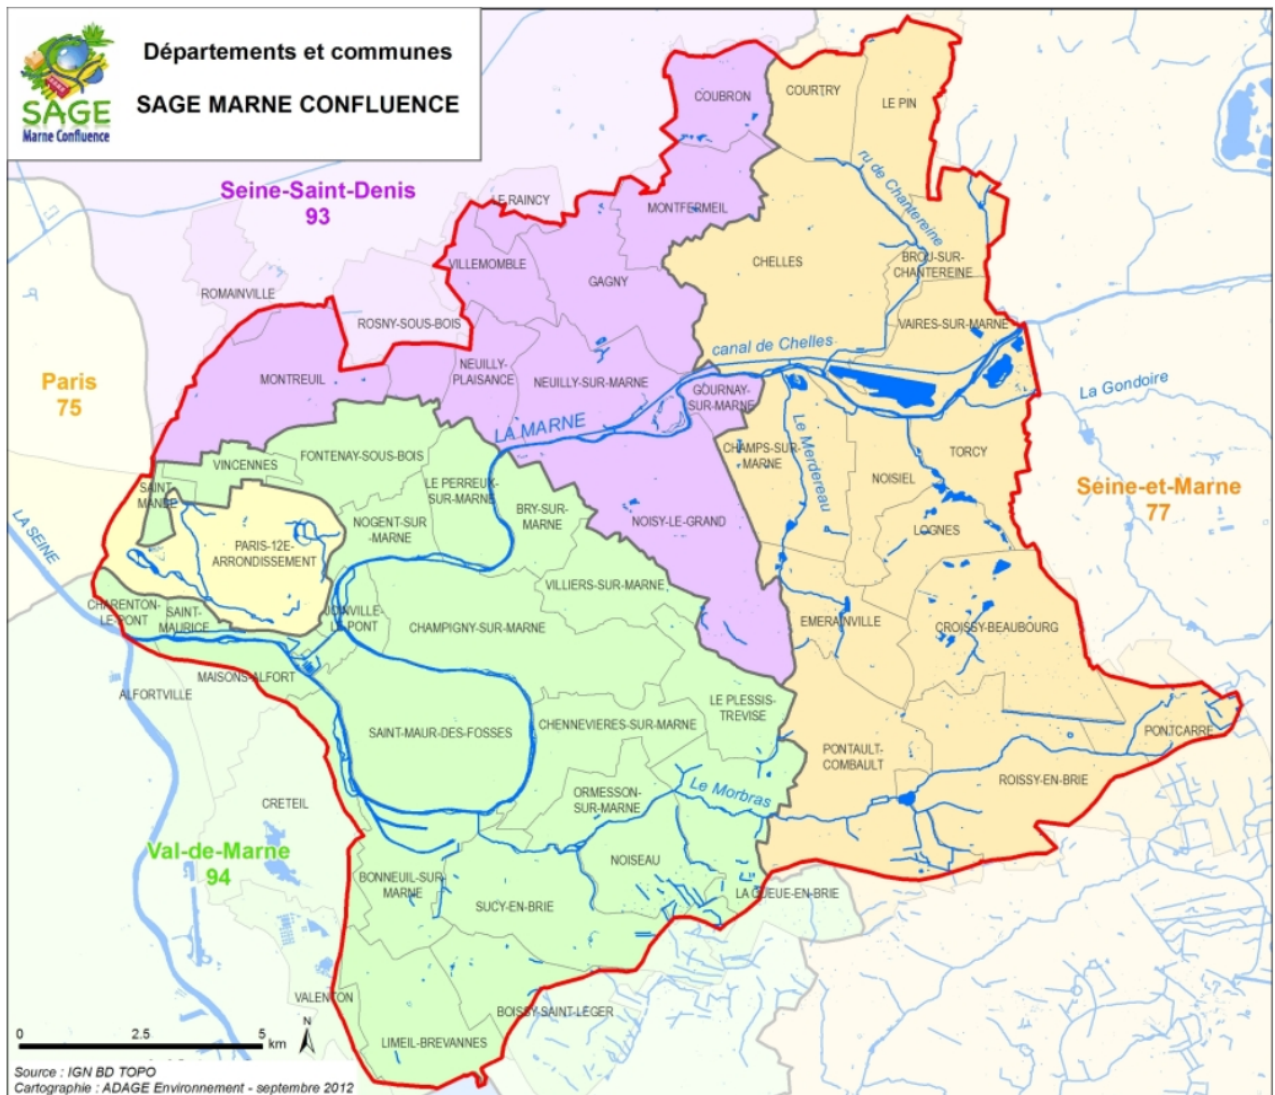 Départements et communes
SAGE MARNE CONFLUENCE
SAGE
Marne Confluence
Seine-Saint-Denis
93
Paris
75
Seine-et-Marne
77
Val-de-Marne
94
COUBRON
COURTRY
LE PIN
ru de Chantereine
LE RAINCY
MONTFERMEIL
VILLEMOMBLE
GAGNY
CHELLES
BROU-SUR-
CHANTEREINE
ROMAINVILLE
ROSNY-SOUS-BOIS
VAIRES-SUR-MARNE
canal de Chelles
MONTREUIL
NEUILLY-
PLAISANCE
NEUILLY-SUR-MARNE
GOURNAY-
SUR-MARNE
La Gondoire
LA MARNE
Le Merdereau
VINCENNES
FONTENAY-SOUS-BOIS
CHAMPS-SUR-
MARNE
TORCY
NOISIEL
SAINT-
MANDE
LE PERREUX-
SUR-MARNE
BRY-SUR-
MARNE
NOISY-LE-GRAND
LOGNES
LA SEINE
NOGENT-SUR
-MARNE
PARIS-12E-
ARRONDISSEMENT
VILLIERS-SUR-MARNE
CHARENTON-
LE-PONT
SAINT-
MAURICE
JOINVILLE-
LE-PONT
CHAMPIGNY-SUR-MARNE
EMERAINVILLE
CROISSY-BEAUBOURG
MAISONS-ALFORT
ALFORTVILLE
SAINT-MAUR-DES-FOSSES
CHENNEVIERES-SUR-MARNE
LE PLESSIS-
TREVISE
PONTAULT-
COMBAULT
PONTCARRE
ROISSY-EN-BRIE
ORMESSON-
SUR-MARNE
Le Morbras
CRETEIL
NOISEAU
BONNEUIL-SUR-
MARNE
SUCY-EN-BRIE
LA QUEUE-EN-BRIE
VALENTON
BOISSY-SAINT-LEGER
LIMEIL-BREVANNES
0 2.5 5
km
N
Source : IGN BD TOPO
Cartographie : ADAGE Environnement - septembre 2012